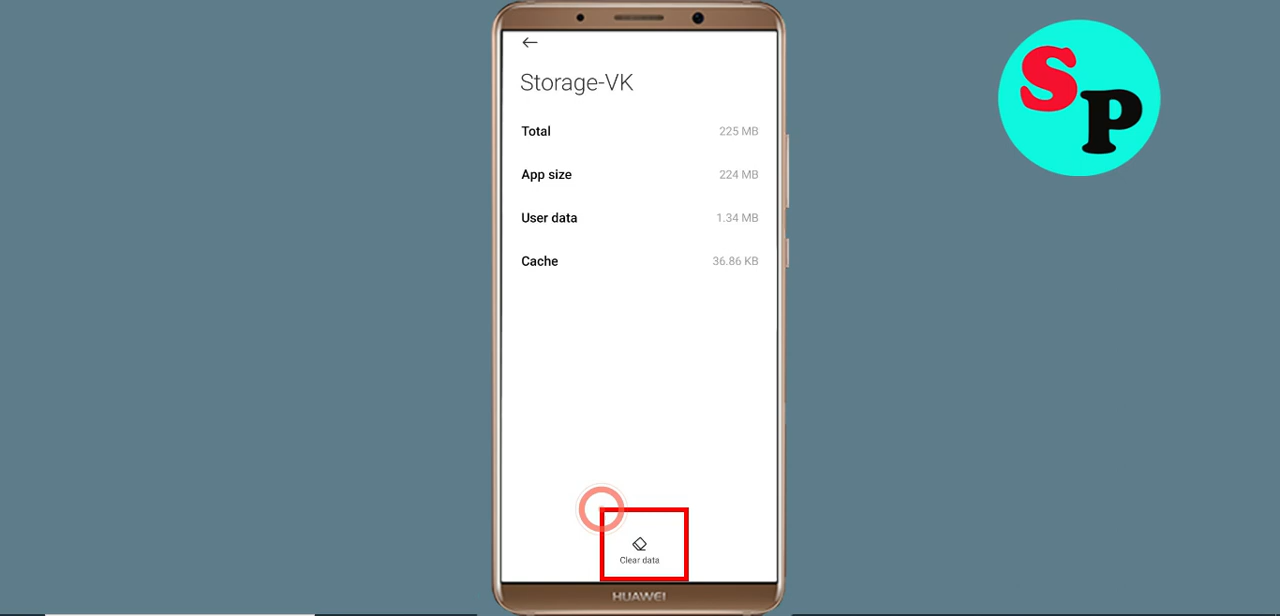 Storage-VK
Total 225 MB
App size 224 MB
User data 1.34 MB
Cache 36.86 KB
Clear data
HUAWEI
SP